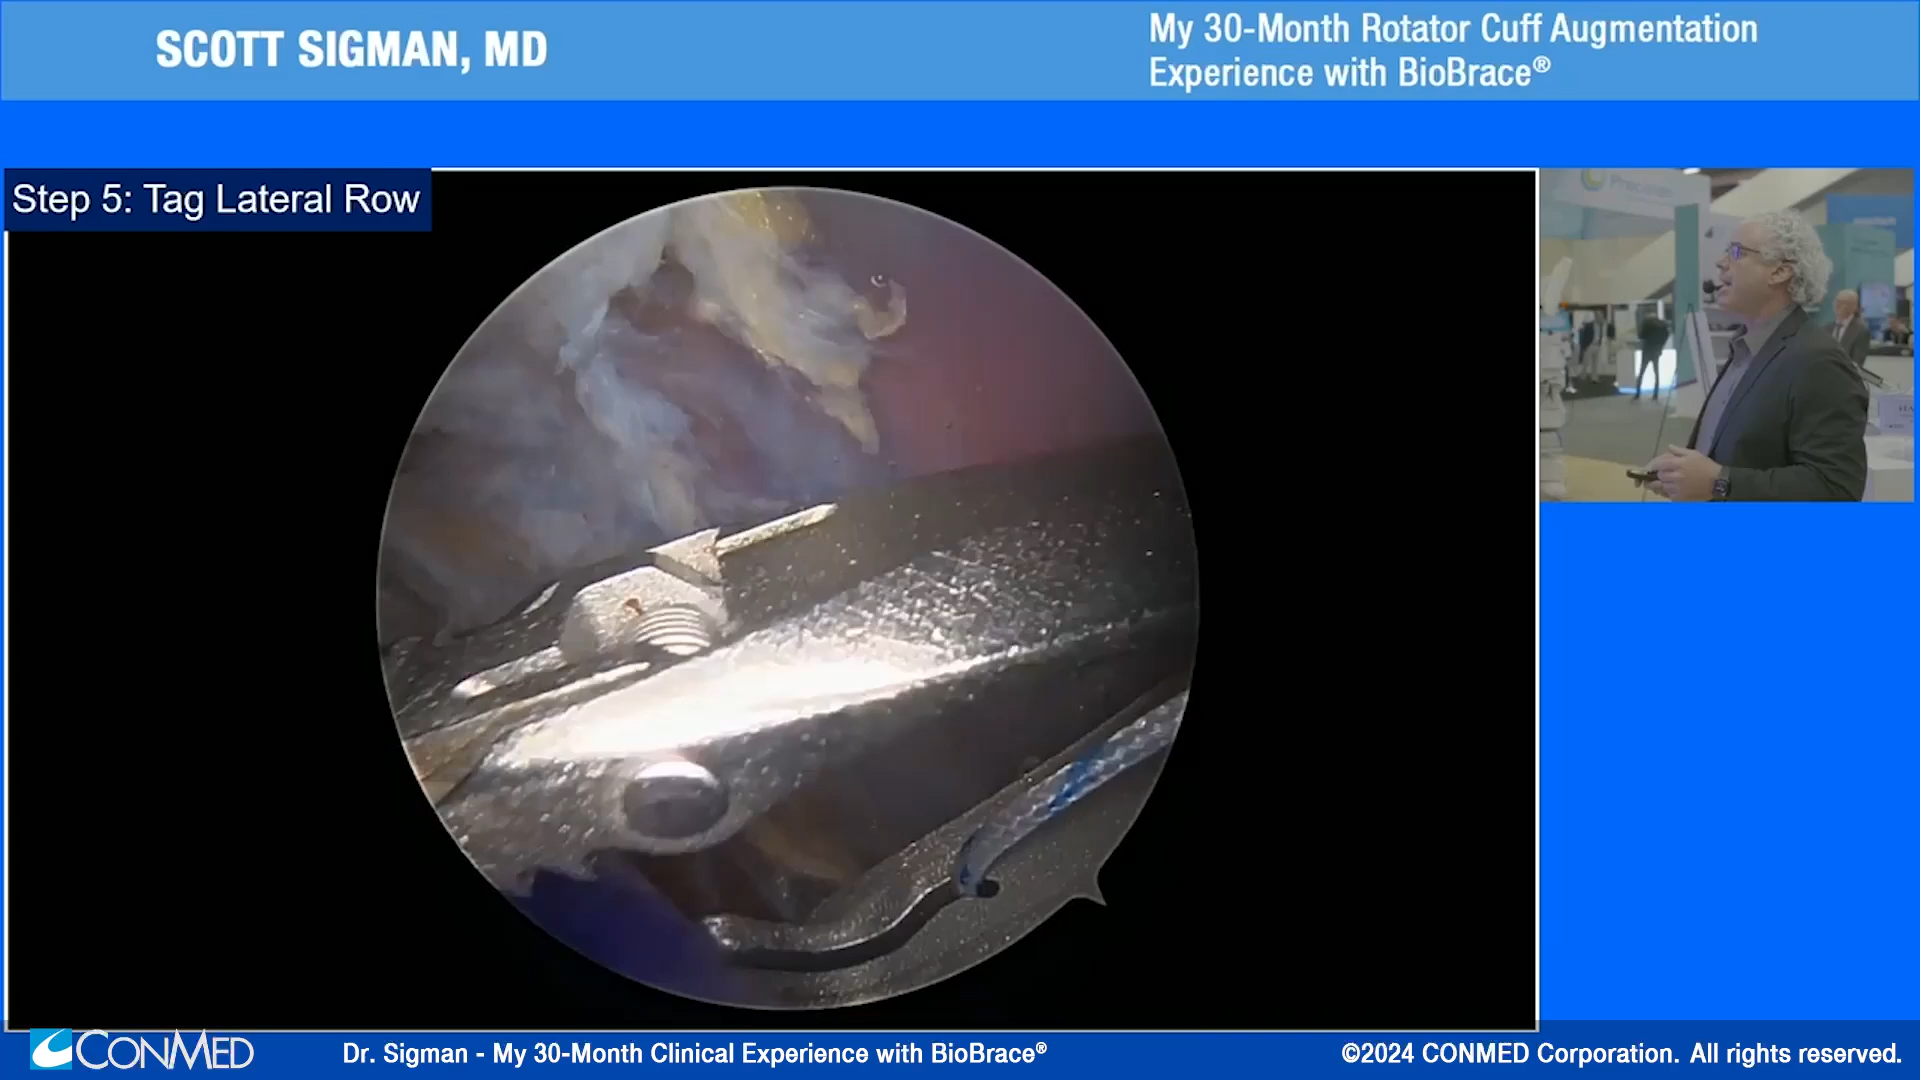 SCOTT SIGMAN, MD
My 30-Month Rotator Cuff Augmentation
Experience with BioBrace®
Step 5: Tag Lateral Row
CONMED
Dr. Sigman - My 30-Month Clinical Experience with BioBrace®
©2024 CONMED Corporation. All rights reserved.